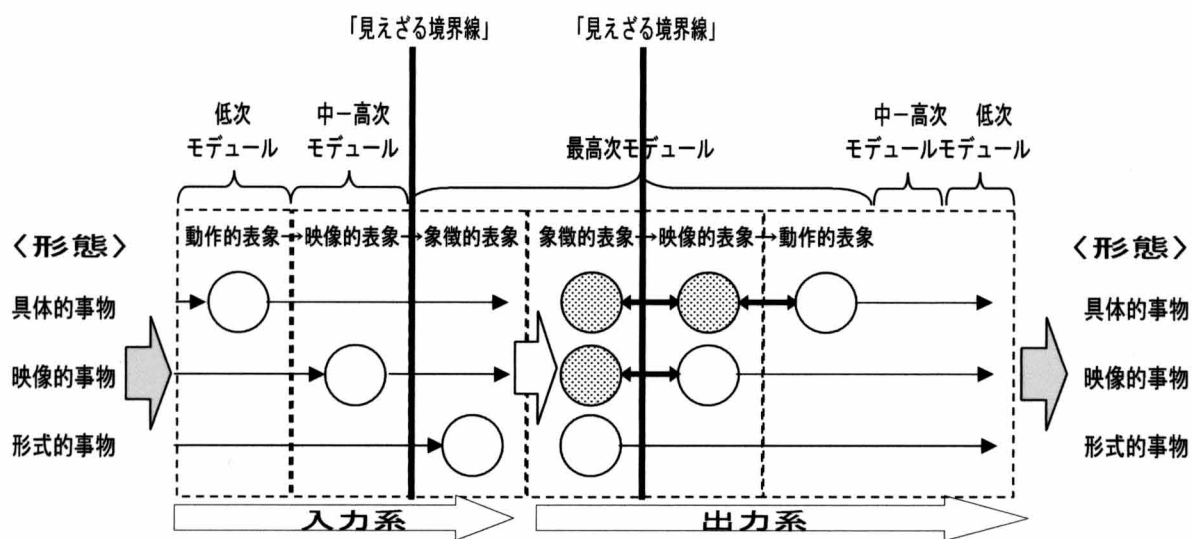 「見えざる境界線」 「見えざる境界線」
低次
モデュール
中ー高次
モデュール
最高次モデュール
中ー高次
モデュール
低次
モデュール
〈形態〉
動作的表象→映像的表象→象徴的表象
象徴的表象→映像的表象→動作的表象
〈形態〉
具体的事物
具体的事物
映像的事物
映像的事物
形式的事物
形式的事物
入力系
出力系